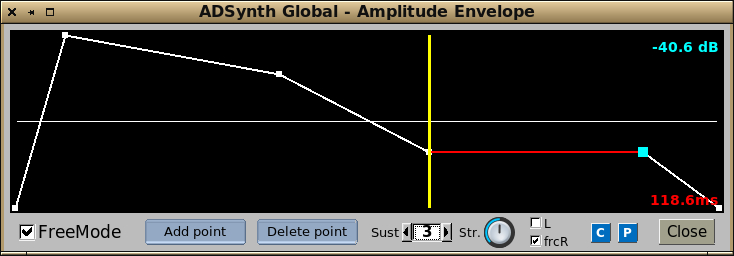 ADSynth Global - Amplitude Envelope
-40.6 dB
118.6ms
FreeMode
Add point
Delete point
Sust
3
Str.
L
frcR
C
P
Close